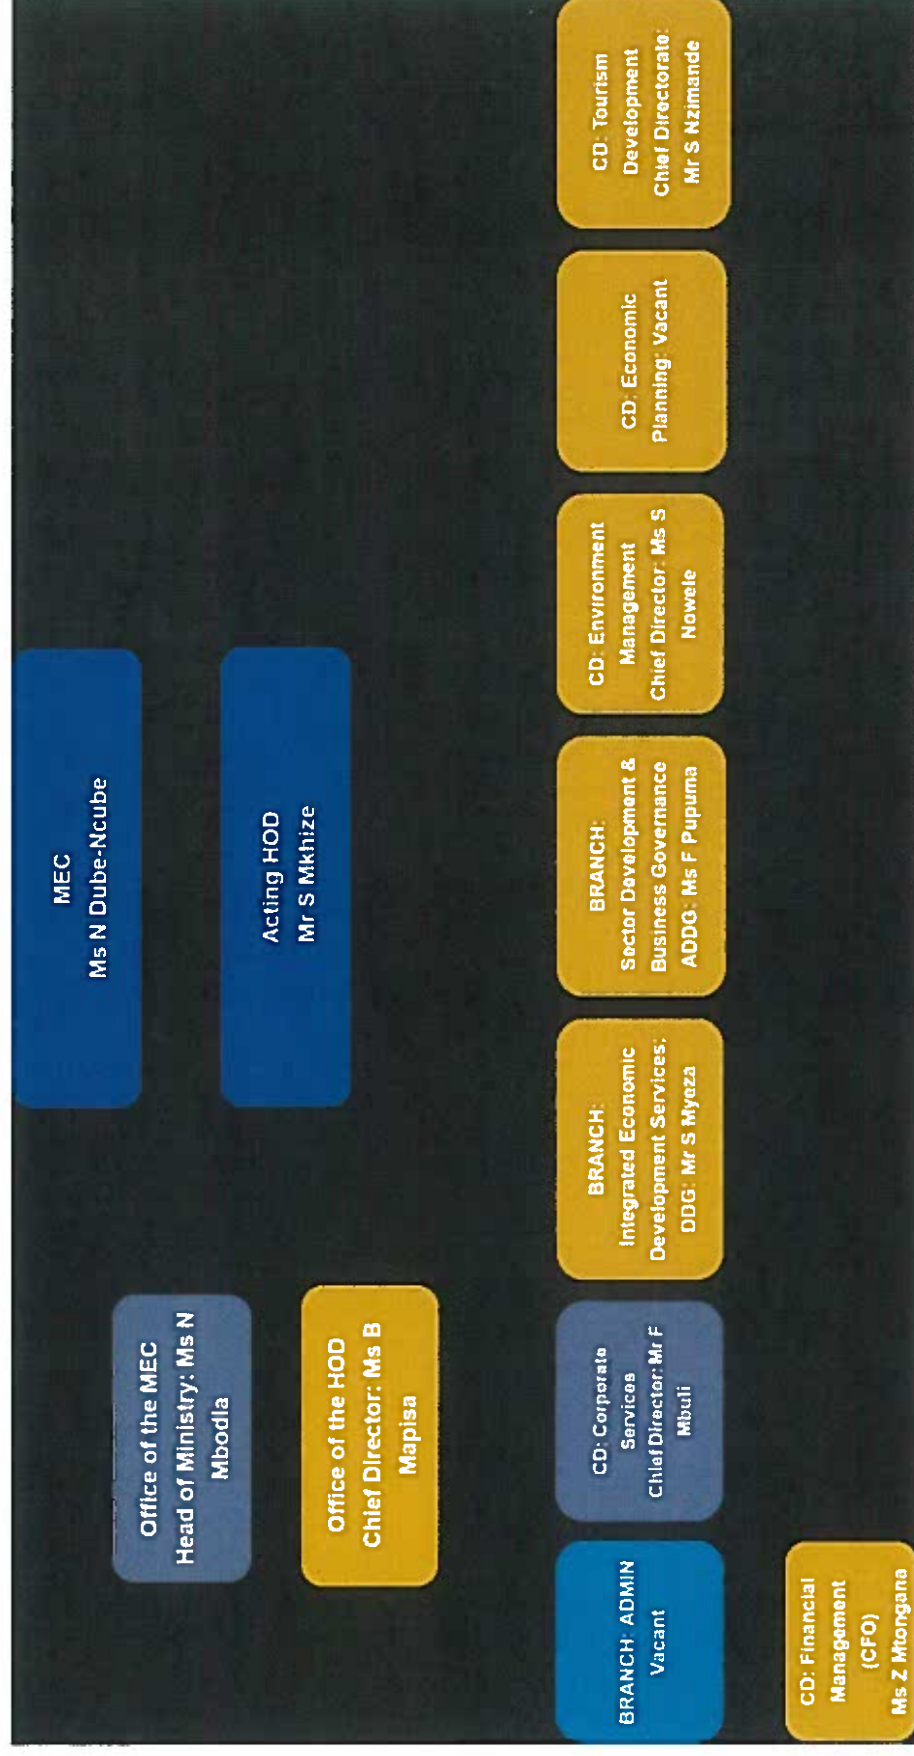 MEC
Ms N Dube-Ncube
Office of the MEC
Head of Ministry: Ms N
Mbodla
Acting HOD
Mr S Mkhize
Office of the HOD
Chief Director: Ms B
Mapisa
BRANCH: ADMIN
Vacant
CD: Corporate
Services
Chief Director: Mr F
Mbuli
BRANCH:
Integrated Economic
Development Services:
DDG: Mr S Myeza
BRANCH:
Sector Development &
Business Governance
ADDG: Ms F Pupuma
CD: Environment
Management
Chief Director: Ms S
Nowele
CD: Economic
Planning: Vacant
CD: Tourism
Development
Chief Directorate:
Mr S Nzimande
CD: Financial
Management
(CFO)
Ms Z Mtongana